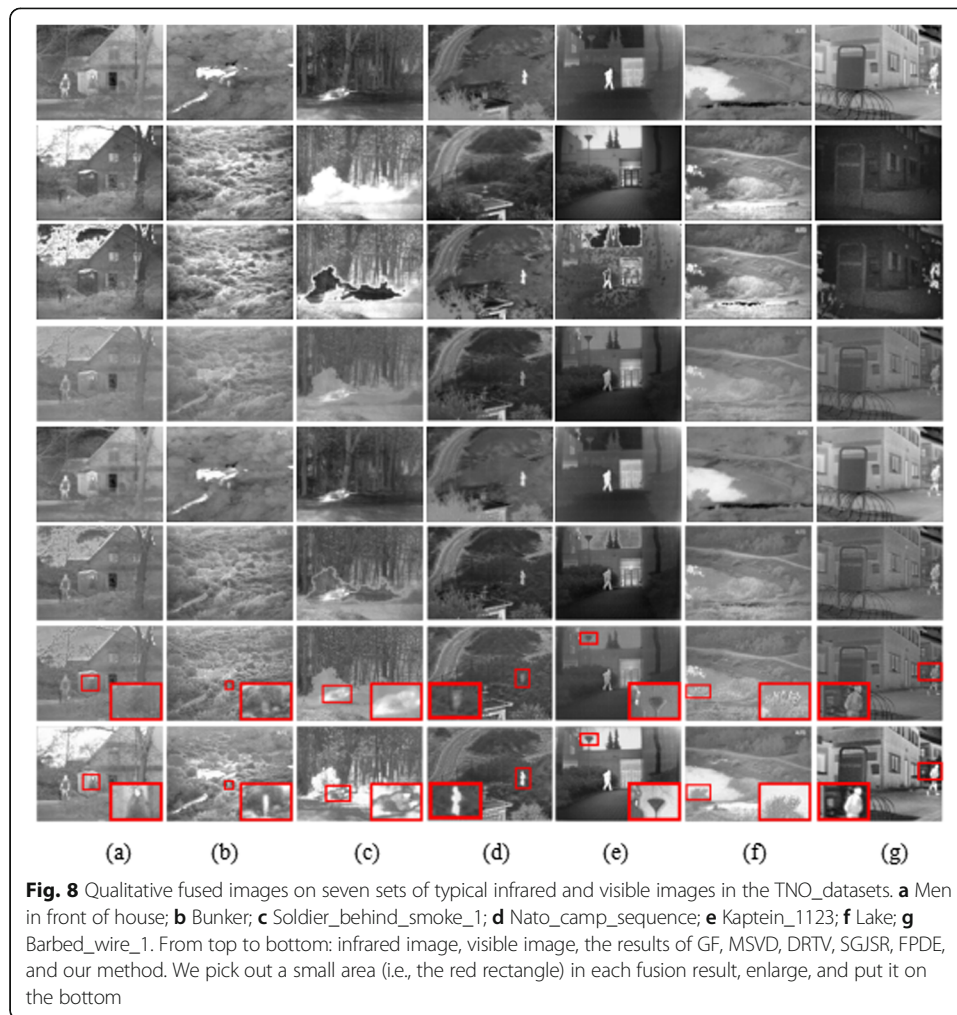 (a) (b) (c) (d) (e) (f) (g)
Fig. 8 Qualitative fused images on seven sets of typical infrared and visible images in the TNO_datasets. a Men
in front of house; b Bunker; c Soldier_behind_smoke_1; d Nato_camp_sequence; e Kaptein_1123; f Lake; g
Barbed_wire_1. From top to bottom: infrared image, visible image, the results of GF, MSVD, DRTV, SGJSR, FPDE,
and our method. We pick out a small area (i.e., the red rectangle) in each fusion result, enlarge, and put it on
the bottom